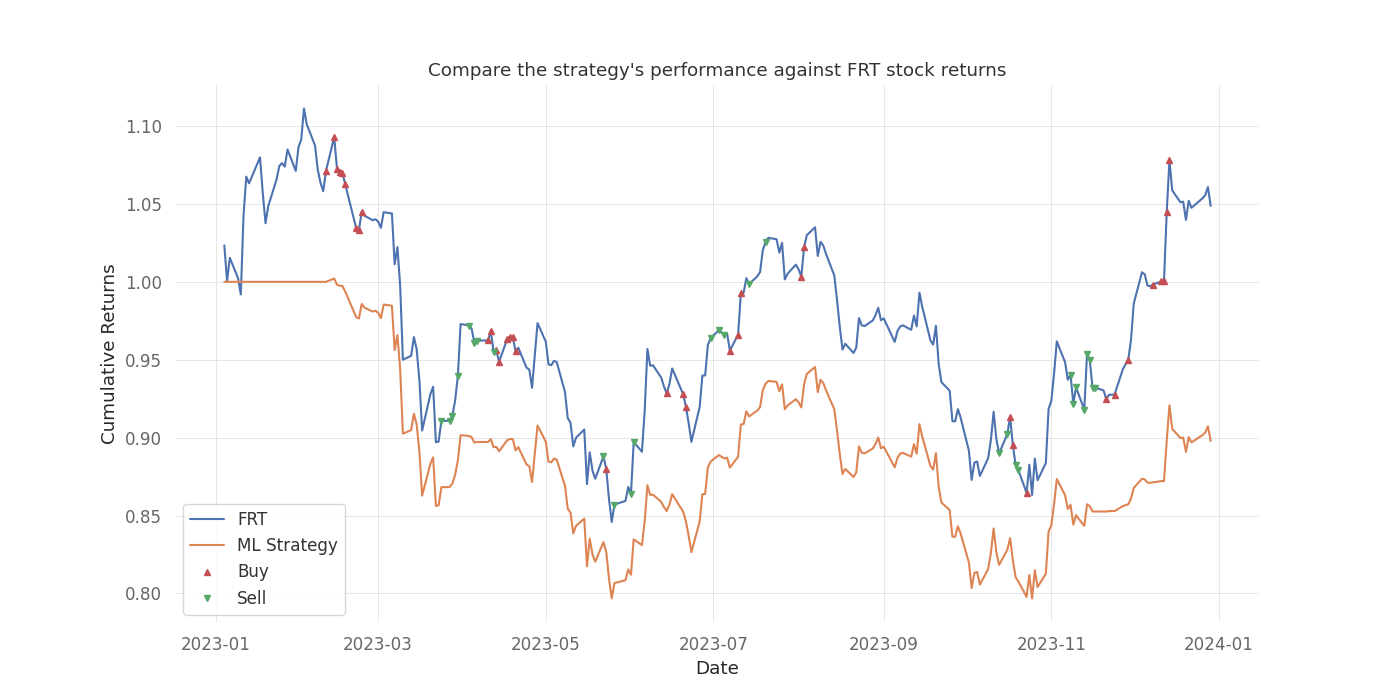 Compare the strategy's performance against FRT stock returns
Cumulative Returns
1.10
1.05
1.00
0.95
0.90
0.85
0.80
FRT
ML Strategy
Buy
Sell
2023-01
2023-03
2023-05
2023-07
2023-09
2023-11
2024-01
Date